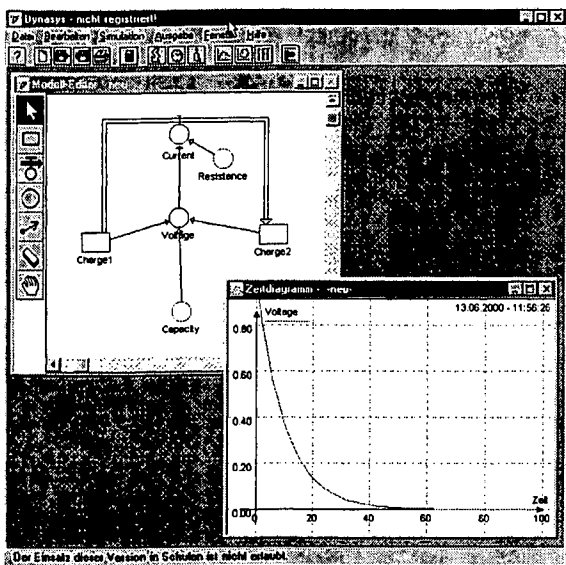 Dynasys - nicht registriert!
Datei Bearbeiten Simulation Ausgabe Fenster Hilfe
Modell-Editor -neu-
Current
Resistence
Voltage
Charge1
Charge2
Capacity
Zeitdiagramm - -neu-
Voltage
13.06.2000 - 11:56:26
0.80
0.60
0.40
0.20
0.00
Zeit
0 20 40 60 80 100
Der Einsatz dieser Version in Schulen ist nicht erlaubt.